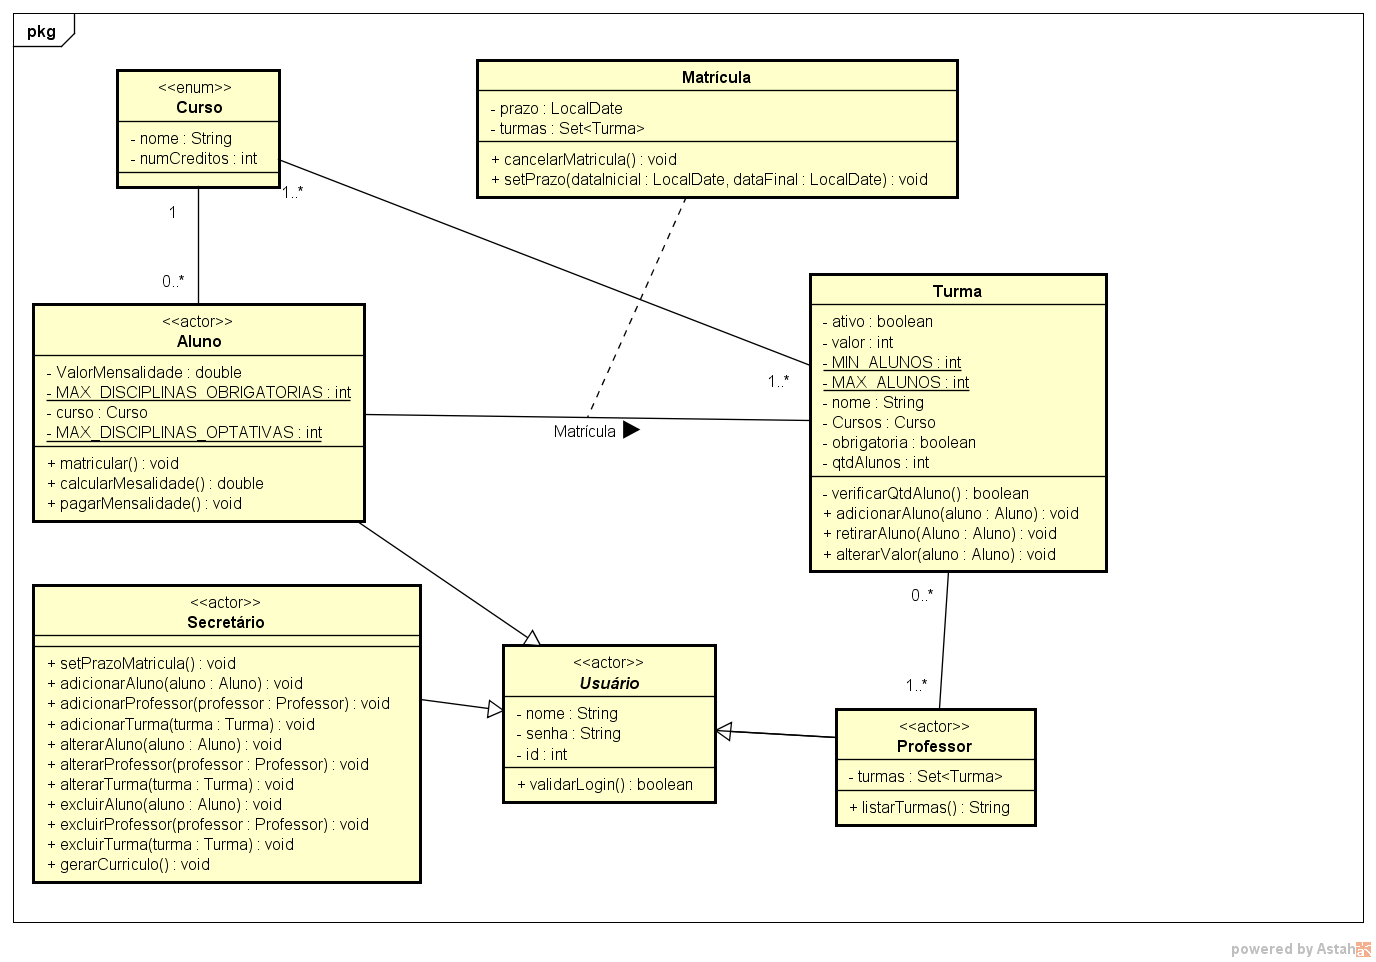 pkg
<<enum>>
Curso
- nome : String
- numCreditos : int
1..*
1
0..*
Matrícula
- prazo : LocalDate
- turmas : Set<Turma>
+ cancelarMatricula() : void
+ setPrazo(dataInicial : LocalDate, dataFinal : LocalDate) : void
<<actor>>
Aluno
- ValorMensalidade : double
- MAX_DISCIPLINAS_OBRIGATORIAS : int
- curso : Curso
- MAX_DISCIPLINAS_OPTATIVAS : int
+ matricular() : void
+ calcularMesalidade() : double
+ pagarMensalidade() : void
Matrícula
1..*
Turma
- ativo : boolean
- valor : int
- MIN_ALUNOS : int
- MAX_ALUNOS : int
- nome : String
- Cursos : Curso
- obrigatoria : boolean
- qtdAlunos : int
- verificarQtdAluno() : boolean
+ adicionarAluno(aluno : Aluno) : void
+ retirarAluno(Aluno : Aluno) : void
+ alterarValor(aluno : Aluno) : void
0..*
1..*
<<actor>>
Secretário
+ setPrazoMatricula() : void
+ adicionarAluno(aluno : Aluno) : void
+ adicionarProfessor(professor : Professor) : void
+ adicionarTurma(turma : Turma) : void
+ alterarAluno(aluno : Aluno) : void
+ alterarProfessor(professor : Professor) : void
+ alterarTurma(turma : Turma) : void
+ excluirAluno(aluno : Aluno) : void
+ excluirProfessor(professor : Professor) : void
+ excluirTurma(turma : Turma) : void
+ gerarCurriculo() : void
<<actor>>
Usuário
- nome : String
- senha : String
- id : int
+ validarLogin() : boolean
<<actor>>
Professor
- turmas : Set<Turma>
+ listarTurmas() : String
powered by Astah